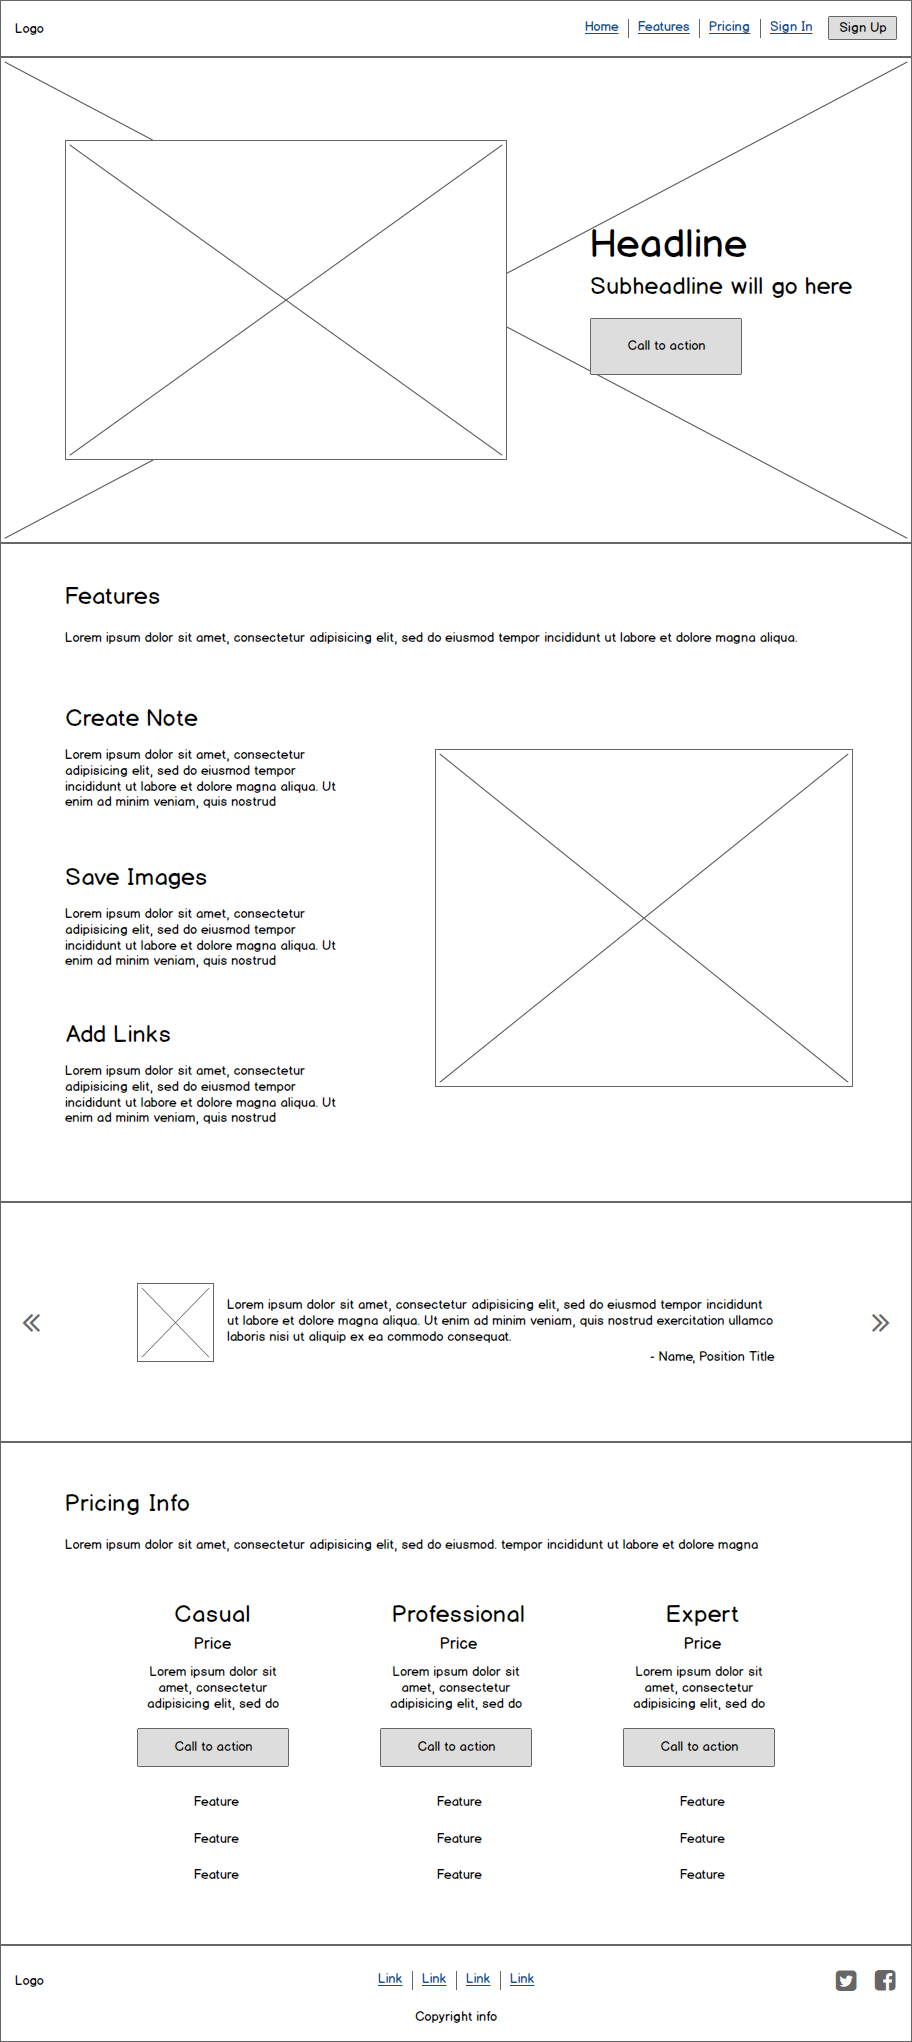 Logo
Home
Features
Pricing
Sign In
Sign Up
Headline
Subheadline will go here
Call to action
Features
Lorem ipsum dolor sit amet, consectetur adipisicing elit, sed do eiusmod tempor incididunt ut labore et dolore magna aliqua.
Create Note
Lorem ipsum dolor sit amet, consectetur
adipisicing elit, sed do eiusmod tempor
incididunt ut labore et dolore magna aliqua. Ut
enim ad minim veniam, quis nostrud
Save Images
Lorem ipsum dolor sit amet, consectetur
adipisicing elit, sed do eiusmod tempor
incididunt ut labore et dolore magna aliqua. Ut
enim ad minim veniam, quis nostrud
Add Links
Lorem ipsum dolor sit amet, consectetur
adipisicing elit, sed do eiusmod tempor
incididunt ut labore et dolore magna aliqua. Ut
enim ad minim veniam, quis nostrud
Lorem ipsum dolor sit amet, consectetur adipisicing elit, sed do eiusmod tempor incididunt
ut labore et dolore magna aliqua. Ut enim ad minim veniam, quis nostrud exercitation ullamco
laboris nisi ut aliquip ex ea commodo consequat.
- Name, Position Title
Pricing Info
Lorem ipsum dolor sit amet, consectetur adipisicing elit, sed do eiusmod. tempor incididunt ut labore et dolore magna
Casual
Price
Lorem ipsum dolor sit
amet, consectetur
adipisicing elit, sed do
Call to action
Feature
Feature
Feature
Professional
Price
Lorem ipsum dolor sit
amet, consectetur
adipisicing elit, sed do
Call to action
Feature
Feature
Feature
Expert
Price
Lorem ipsum dolor sit
amet, consectetur
adipisicing elit, sed do
Call to action
Feature
Feature
Feature
Logo
Link
Link
Link
Link
Copyright info